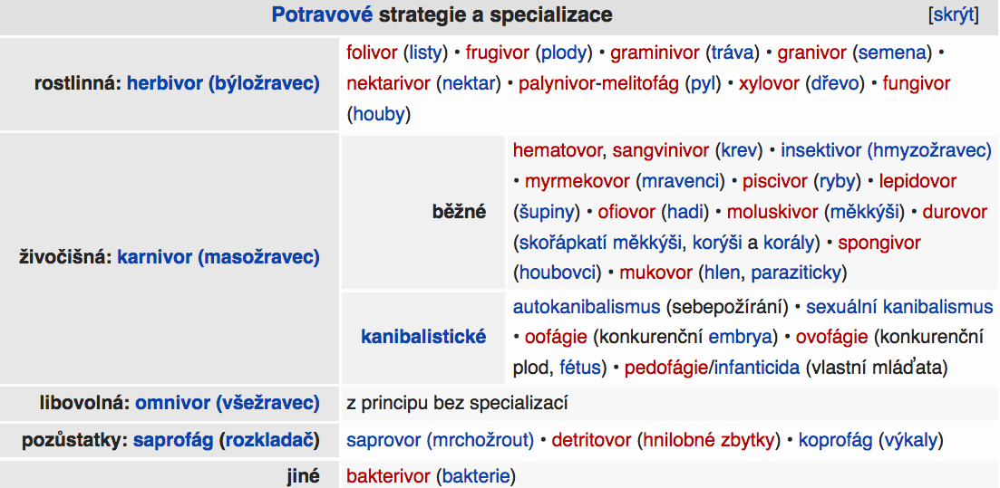 Potravové strategie a specializace [skrýt]
rostlinná: herbivor (býložravec)
folivor (listy) • frugivor (plody) • graminivor (tráva) • granivor (semena) •
nektarivor (nektar) • palynivor-melitofág (pyl) • xylovor (dřevo) • fungivor
(houby)
živočišná: karnivor (masožravec)
běžné
hematovor, sangvinivor (krev) • insektivor (hmyzožravec)
• myrmekovor (mravenci) • piscivor (ryby) • lepidovor
(šupiny) • ofiovor (hadi) • moluskivor (měkkýši) • durovor
(skořápkatí měkkýši, korýši a korály) • spongivor
(houbovci) • mukovor (hlen, paraziticky)
kanibalistické
autokanibalismus (sebepožírání) • sexuální kanibalismus
• oofágie (konkurenční embrya) • ovofágie (konkurenční
plod, fétus) • pedofágie/infanticida (vlastní mláďata)
libovolná: omnivor (všežravec)
z principu bez specializací
pozůstatky: saprofág (rozkladač)
saprovor (mrchožrout) • detritovor (hnilobné zbytky) • koprofág (výkaly)
jiné
bakterivor (bakterie)